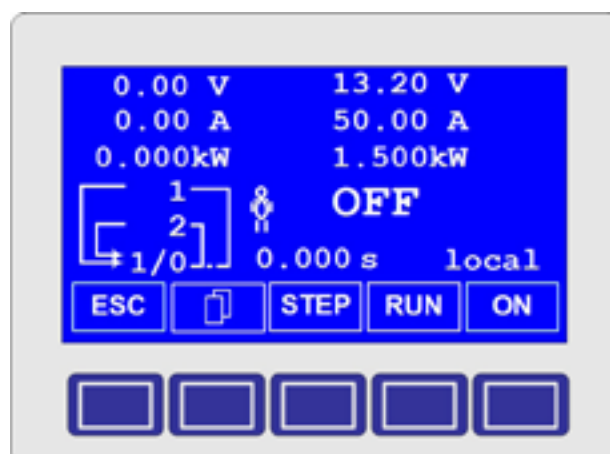 0.00 V 13.20 V
0.00 A 50.00 A
0.000kW 1.500kW
1 OFF
2
1/0 0.000 s local
ESC STEP RUN ON